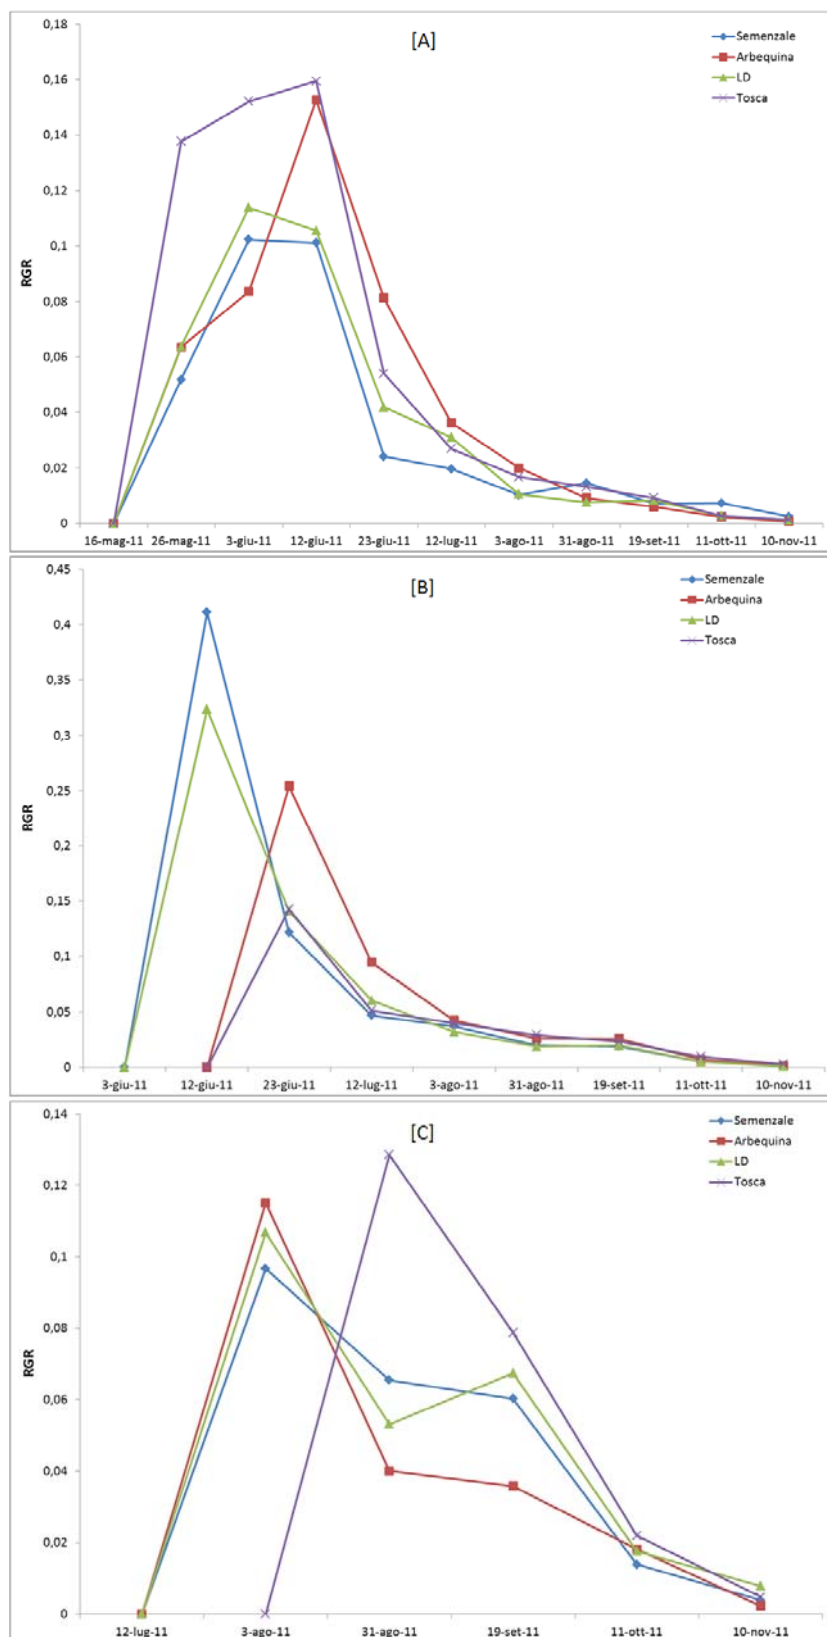 [A]
Semenzale
Arbequina
LD
Tosca
RGR
0,18
0,16
0,14
0,12
0,1
0,08
0,06
0,04
0,02
0
16-mag-11 26-mag-11 3-giu-11 12-giu-11 23-giu-11 12-lug-11 3-ago-11 31-ago-11 19-set-11 11-ott-11 10-nov-11
[B]
Semenzale
Arbequina
LD
Tosca
RGR
0,45
0,4
0,35
0,3
0,25
0,2
0,15
0,1
0,05
0
3-giu-11 12-giu-11 23-giu-11 12-lug-11 3-ago-11 31-ago-11 19-set-11 11-ott-11 10-nov-11
[C]
Semenzale
Arbequina
LD
Tosca
RGR
0,14
0,12
0,1
0,08
0,06
0,04
0,02
0
12-lug-11 3-ago-11 31-ago-11 19-set-11 11-ott-11 10-nov-11